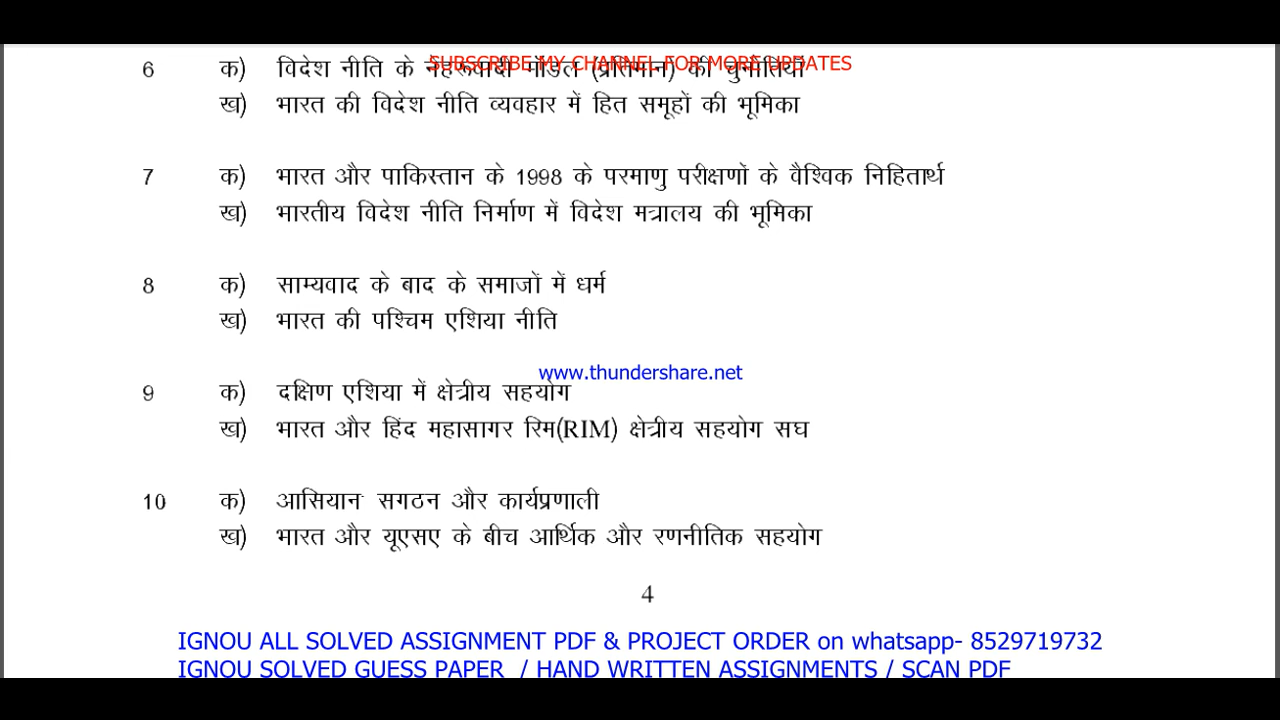 SUBSCRIBE MY CHANNEL FOR MORE UPDATES
6 क) विदेश नीति के नेहरूवादी मॉडल (प्रतिमान) की चुनौतियाँ
ख) भारत की विदेश नीति व्यवहार में हित समूहों की भूमिका
7 क) भारत और पाकिस्तान के 1998 के परमाणु परीक्षणों के वैश्विक निहितार्थ
ख) भारतीय विदेश नीति निर्माण में विदेश मत्रालय की भूमिका
8 क) साम्यवाद के बाद के समाजों में धर्म
ख) भारत की पश्चिम एशिया नीति
www.thundershare.net
9 क) दक्षिण एशिया में क्षेत्रीय सहयोग
ख) भारत और हिंद महासागर रिम(RIM) क्षेत्रीय सहयोग सघ
10 क) आसियान सगठन और कार्यप्रणाली
ख) भारत और यूएसए के बीच आर्थिक और रणनीतिक सहयोग
4
IGNOU ALL SOLVED ASSIGNMENT PDF & PROJECT ORDER on whatsapp- 8529719732
IGNOU SOLVED GUESS PAPER / HAND WRITTEN ASSIGNMENTS / SCAN PDF